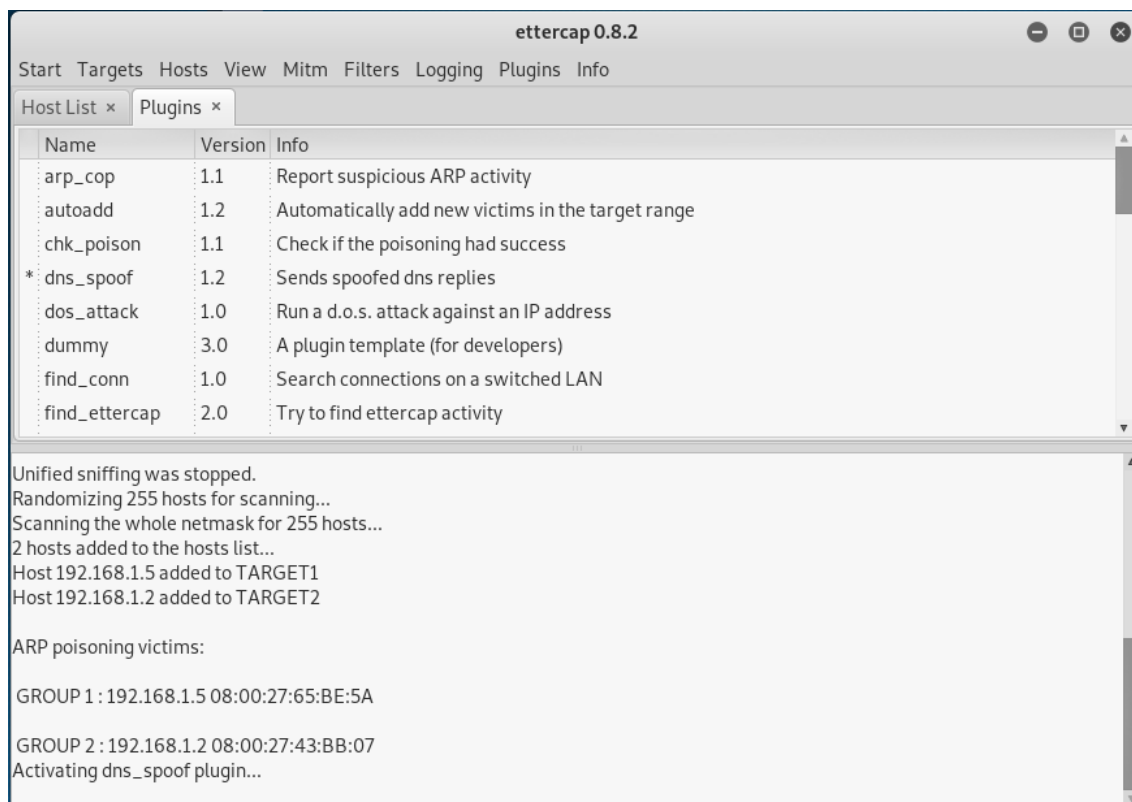 ettercap 0.8.2
Start Targets Hosts View Mitm Filters Logging Plugins Info
Host List × Plugins ×
Name Version Info
arp_cop 1.1 Report suspicious ARP activity
autoadd 1.2 Automatically add new victims in the target range
chk_poison 1.1 Check if the poisoning had success
* dns_spoof 1.2 Sends spoofed dns replies
dos_attack 1.0 Run a d.o.s. attack against an IP address
dummy 3.0 A plugin template (for developers)
find_conn 1.0 Search connections on a switched LAN
find_ettercap 2.0 Try to find ettercap activity
Unified sniffing was stopped.
Randomizing 255 hosts for scanning...
Scanning the whole netmask for 255 hosts...
2 hosts added to the hosts list...
Host 192.168.1.5 added to TARGET1
Host 192.168.1.2 added to TARGET2
ARP poisoning victims:
GROUP 1 : 192.168.1.5 08:00:27:65:BE:5A
GROUP 2 : 192.168.1.2 08:00:27:43:BB:07
Activating dns_spoof plugin...